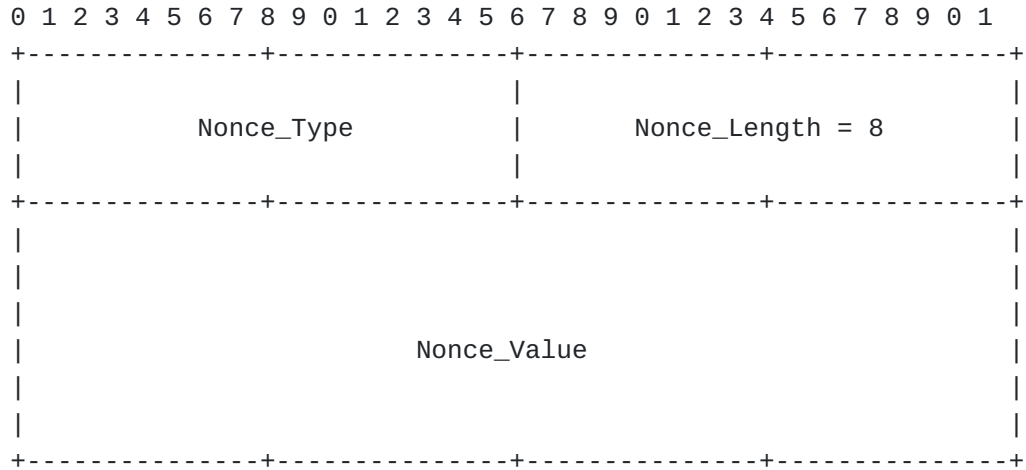 0 1 2 3 4 5 6 7 8 9 0 1 2 3 4 5 6 7 8 9 0 1 2 3 4 5 6 7 8 9 0 1
+---------------+---------------+---------------+---------------+
|                               |                               |
|           Nonce_Type          |       Nonce_Length = 8        |
|                               |                               |
+---------------+---------------+---------------+---------------+
|                                                               |
|                                                               |
|                                                               |
|                         Nonce_Value                           |
|                                                               |
|                                                               |
+---------------+---------------+---------------+---------------+